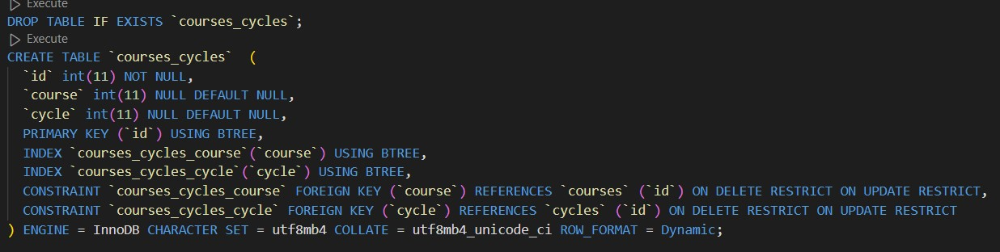 Execute
DROP TABLE IF EXISTS `courses_cycles`;
Execute
CREATE TABLE `courses_cycles`  (
  `id` int(11) NOT NULL,
  `course` int(11) NULL DEFAULT NULL,
  `cycle` int(11) NULL DEFAULT NULL,
  PRIMARY KEY (`id`) USING BTREE,
  INDEX `courses_cycles_course`(`course`) USING BTREE,
  INDEX `courses_cycles_cycle`(`cycle`) USING BTREE,
  CONSTRAINT `courses_cycles_course` FOREIGN KEY (`course`) REFERENCES `courses` (`id`) ON DELETE RESTRICT ON UPDATE RESTRICT,
  CONSTRAINT `courses_cycles_cycle` FOREIGN KEY (`cycle`) REFERENCES `cycles` (`id`) ON DELETE RESTRICT ON UPDATE RESTRICT
) ENGINE = InnoDB CHARACTER SET = utf8mb4 COLLATE = utf8mb4_unicode_ci ROW_FORMAT = Dynamic;